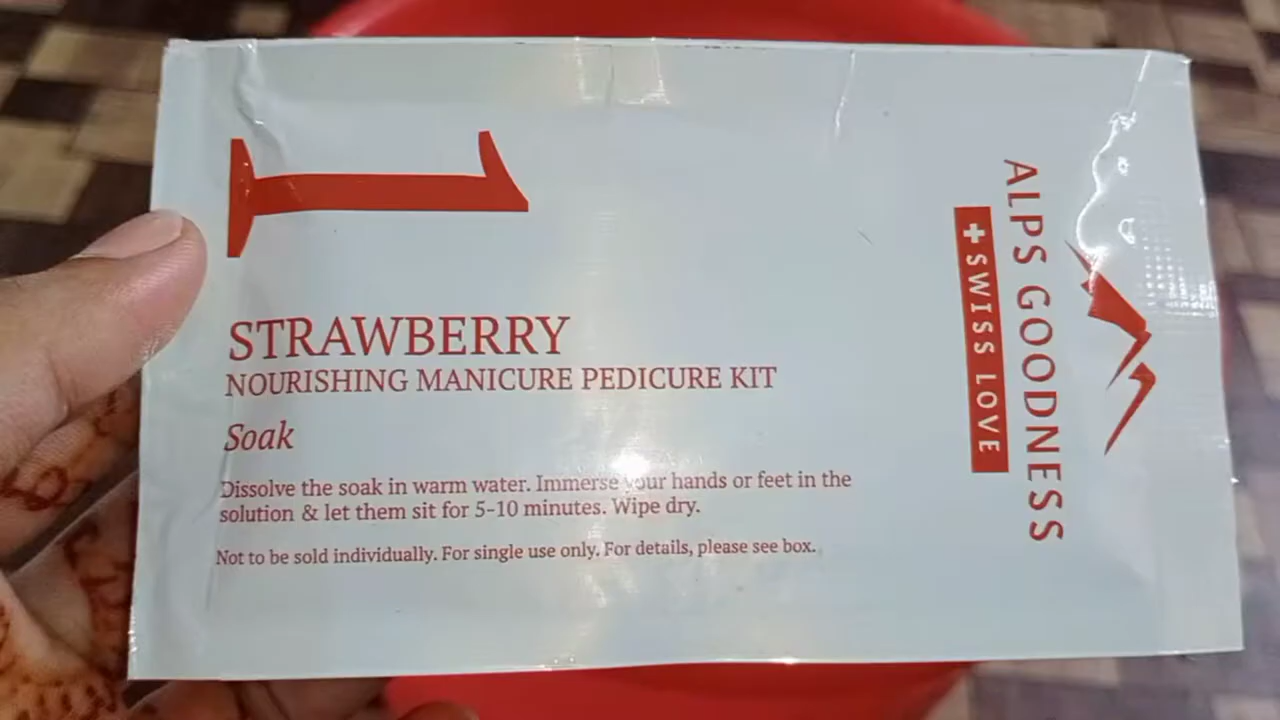 1
STRAWBERRY
NOURISHING MANICURE PEDICURE KIT
Soak
Dissolve the soak in warm water. Immerse your hands or feet in the
solution & let them sit for 5-10 minutes. Wipe dry.
Not to be sold individually. For single use only. For details, please see box.
ALPS GOODNESS
SWISS LOVE